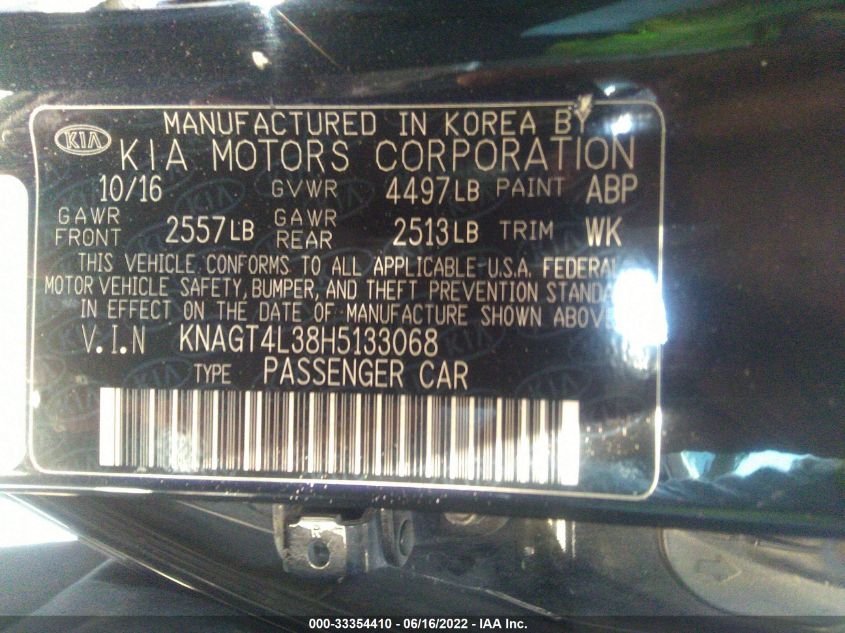 MANUFACTURED IN KOREA BY
KIA KIA MOTORS CORPORATION
10/16 GVWR 4497LB PAINT ABP
GAWR FRONT 2557LB GAWR REAR 2513LB TRIM WK
THIS VEHICLE CONFORMS TO ALL APPLICABLE U.S.A. FEDERAL
MOTOR VEHICLE SAFETY, BUMPER, AND THEFT PREVENTION
IN EFFECT ON THE DATE OF MANUFACTURE SHOWN ABOVE
V.I.N KNAGT4L38H5133068
TYPE PASSENGER CAR
000-33354410 - 06/16/2022 - IAA Inc.